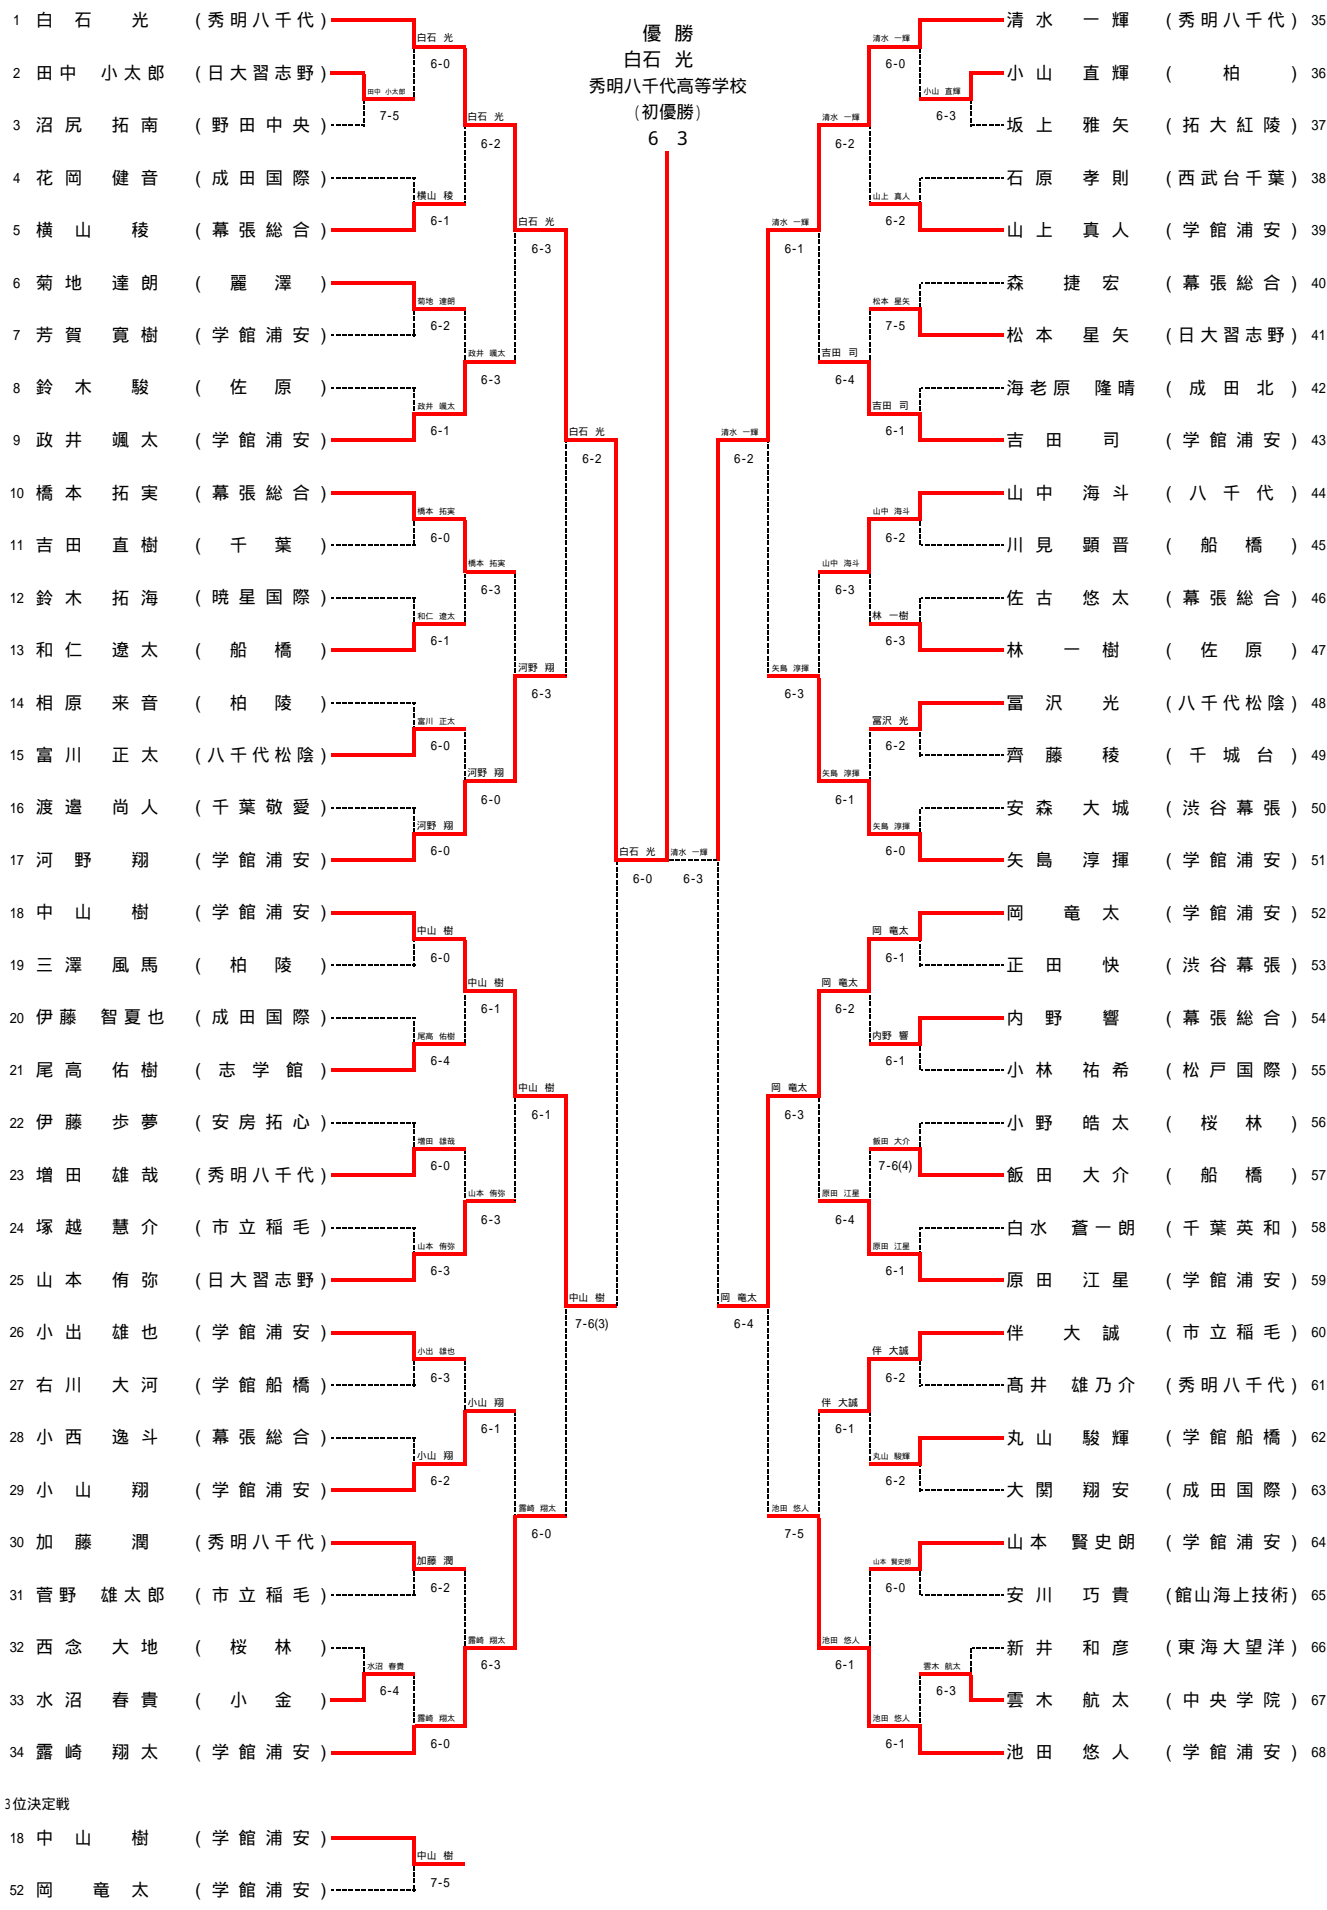 優勝
白石 光
秀明八千代高等学校
(初優勝)
6 3
1 白石 光 (秀明八千代)
2 田中 小太郎 (日大習志野)
3 沼尻 拓南 (野田中央)
4 花岡 健音 (成田国際)
5 横山 稜 (幕張総合)
6 菊地 達朗 (麗澤)
7 芳賀 寛樹 (学館浦安)
8 鈴木 駿 (佐原)
9 政井 颯太 (学館浦安)
10 橋本 拓実 (幕張総合)
11 吉田 直樹 (千葉)
12 鈴木 拓海 (暁星国際)
13 和仁 遼太 (船橋)
14 相原 来音 (柏陵)
15 富川 正太 (八千代松陰)
16 渡邉 尚人 (千葉敬愛)
17 河野 翔 (学館浦安)
18 中山 樹 (学館浦安)
19 三澤 風馬 (柏陵)
20 伊藤 智夏也 (成田国際)
21 尾高 佑樹 (志学館)
22 伊藤 歩夢 (安房拓心)
23 増田 雄哉 (秀明八千代)
24 塚越 慧介 (市立稲毛)
25 山本 侑弥 (日大習志野)
26 小出 雄也 (学館浦安)
27 右川 大河 (学館船橋)
28 小西 逸斗 (幕張総合)
29 小山 翔 (学館浦安)
30 加藤 潤 (秀明八千代)
31 菅野 雄太郎 (市立稲毛)
32 西念 大地 (桜林)
33 水沼 春貴 (小金)
34 露崎 翔太 (学館浦安)
田中 小太郎
7-5
水沼 春貴
6-4
白石 光
6-0
横山 稜
6-1
菊地 達朗
6-2
政井 颯太
6-1
橋本 拓実
6-0
和仁 遼太
6-1
富川 正太
6-0
河野 翔
6-0
中山 樹
6-0
尾高 佑樹
6-4
増田 雄哉
6-0
山本 侑弥
6-3
小出 雄也
6-3
小山 翔
6-2
加藤 潤
6-2
露崎 翔太
6-0
白石 光
6-2
政井 颯太
6-3
橋本 拓実
6-3
河野 翔
6-0
中山 樹
6-1
山本 侑弥
6-3
小山 翔
6-1
露崎 翔太
6-3
白石 光
6-3
河野 翔
6-3
中山 樹
6-1
露崎 翔太
6-0
白石 光
6-2
中山 樹
7-6(3)
白石 光
6-0
清水 一輝
6-3
清水 一輝
6-2
岡 竜太
6-4
清水 一輝
6-1
矢島 淳揮
6-3
岡 竜太
6-3
池田 悠人
7-5
清水 一輝
6-2
吉田 司
6-4
山中 海斗
6-3
矢島 淳揮
6-1
岡 竜太
6-2
原田 江星
6-4
伴 大誠
6-1
池田 悠人
6-1
清水 一輝
6-0
山上 真人
6-2
松本 星矢
7-5
吉田 司
6-1
山中 海斗
6-2
林 一樹
6-3
冨沢 光
6-2
矢島 淳揮
6-0
岡 竜太
6-1
内野 響
6-1
飯田 大介
7-6(4)
原田 江星
6-1
伴 大誠
6-2
丸山 駿輝
6-2
山本 賢史朗
6-0
池田 悠人
6-1
小山 直輝
6-3
雲木 航太
6-3
清水 一輝 (秀明八千代) 35
小山 直輝 (柏) 36
坂上 雅矢 (拓大紅陵) 37
石原 孝則 (西武台千葉) 38
山上 真人 (学館浦安) 39
森 捷宏 (幕張総合) 40
松本 星矢 (日大習志野) 41
海老原 隆晴 (成田北) 42
吉田 司 (学館浦安) 43
山中 海斗 (八千代) 44
川見 顕晋 (船橋) 45
佐古 悠太 (幕張総合) 46
林 一樹 (佐原) 47
冨沢 光 (八千代松陰) 48
齊藤 稜 (千城台) 49
安森 大城 (渋谷幕張) 50
矢島 淳揮 (学館浦安) 51
岡 竜太 (学館浦安) 52
正田 快 (渋谷幕張) 53
内野 響 (幕張総合) 54
小林 祐希 (松戸国際) 55
小野 皓太 (桜林) 56
飯田 大介 (船橋) 57
白水 蒼一朗 (千葉英和) 58
原田 江星 (学館浦安) 59
伴 大誠 (市立稲毛) 60
髙井 雄乃介 (秀明八千代) 61
丸山 駿輝 (学館船橋) 62
大関 翔安 (成田国際) 63
山本 賢史朗 (学館浦安) 64
安川 巧貴 (館山海上技術) 65
新井 和彦 (東海大望洋) 66
雲木 航太 (中央学院) 67
池田 悠人 (学館浦安) 68
3位決定戦
18 中山 樹 (学館浦安)
52 岡 竜太 (学館浦安)
中山 樹
7-5